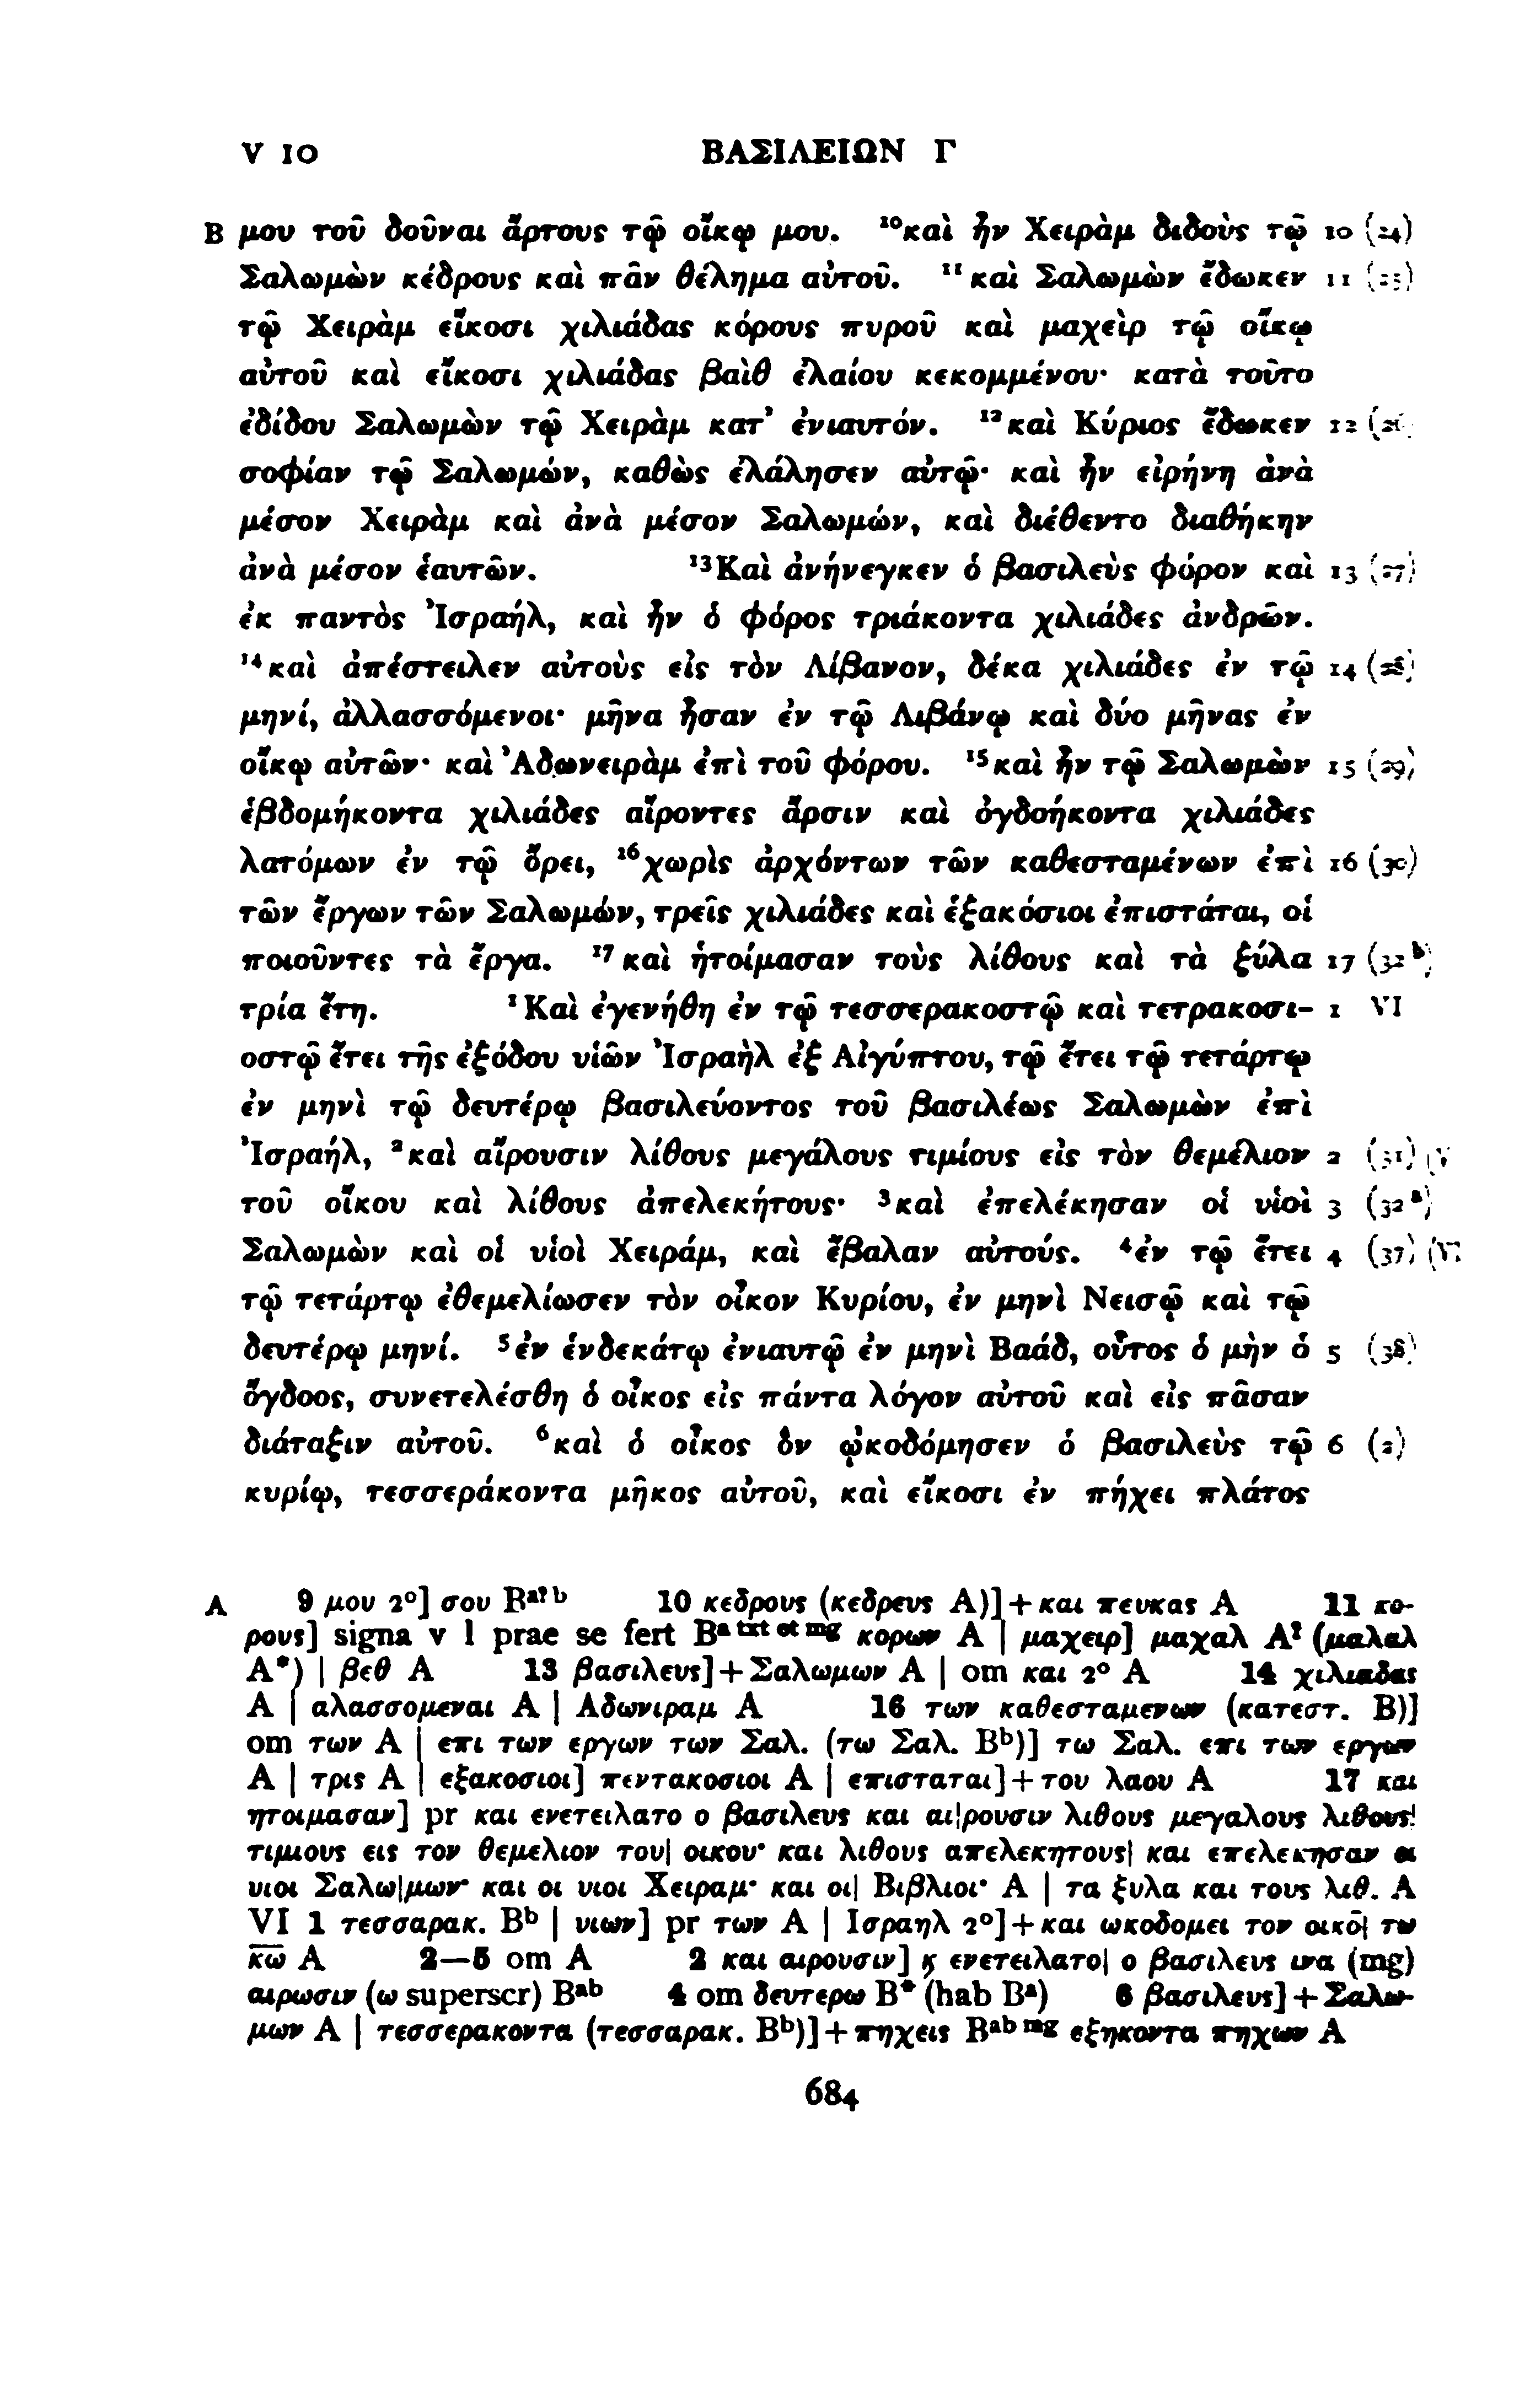 V 10 ΒΑΣΙΛΕΙΩΝ Γ
B μου τοῦ δοῦναι ἄρτους τῷ οἴκῳ μου. ¹⁰καὶ ἦν Χειρὰμ διδοὺς τῷ 10 (24)
Σαλωμὼν κέδρους καὶ πᾶν θέλημα αὐτοῦ. ¹¹καὶ Σαλωμὼν ἔδωκεν 11 (25)
τῷ Χειρὰμ εἴκοσι χιλιάδας κόρους πυροῦ καὶ μαχεὶρ τῷ οἴκῳ
αὐτοῦ καὶ εἴκοσι χιλιάδας βαὶθ ἐλαίου κεκομμένου· κατὰ τοῦτο
ἐδίδου Σαλωμὼν τῷ Χειρὰμ κατ᾽ ἐνιαυτόν. ¹²καὶ Κύριος ἔδωκεν 12
σοφίαν τῷ Σαλωμών, καθὼς ἐλάλησεν αὐτῷ· καὶ ἦν εἰρήνη ἀνὰ
μέσον Χειρὰμ καὶ ἀνὰ μέσον Σαλωμών, καὶ διέθεντο διαθήκην
ἀνὰ μέσον ἑαυτῶν. ¹³Καὶ ἀνήνεγκεν ὁ βασιλεὺς φόρον καὶ 13 (27)
ἐκ παντὸς Ἰσραήλ, καὶ ἦν ὁ φόρος τριάκοντα χιλιάδες ἀνδρῶν.
¹⁴καὶ ἀπέστειλεν αὐτοὺς εἰς τὸν Λίβανον, δέκα χιλιάδες ἐν τῷ 14 (28)
μηνί, ἀλλασσόμενοι· μῆνα ἦσαν ἐν τῷ Λιβάνῳ καὶ δύο μῆνας ἐν
οἴκῳ αὐτῶν· καὶ Ἀδωνειρὰμ ἐπὶ τοῦ φόρου. ¹⁵καὶ ἦν τῷ Σαλωμὼν 15 (29)
ἑβδομήκοντα χιλιάδες αἴροντες ἄρσιν καὶ ὀγδοήκοντα χιλιάδες
λατόμων ἐν τῷ ὄρει, ¹⁶χωρὶς ἀρχόντων τῶν καθεσταμένων ἐπὶ 16 (30)
τῶν ἔργων τῶν Σαλωμών, τρεῖς χιλιάδες καὶ ἑξακόσιοι ἐπιστάται, οἱ
ποιοῦντες τὰ ἔργα. ¹⁷καὶ ἡτοίμασαν τοὺς λίθους καὶ τὰ ξύλα 17 (32ᵇ)
τρία ἔτη. ¹Καὶ ἐγενήθη ἐν τῷ τεσσερακοστῷ καὶ τετρακοσι- 1 VI
οστῷ ἔτει τῆς ἐξόδου υἱῶν Ἰσραὴλ ἐξ Αἰγύπτου, τῷ ἔτει τῷ τετάρτῳ
ἐν μηνὶ τῷ δευτέρῳ βασιλεύοντος τοῦ βασιλέως Σαλωμὼν ἐπὶ
Ἰσραήλ, ²καὶ αἴρουσιν λίθους μεγάλους τιμίους εἰς τὸν θεμέλιον 2 (31)
τοῦ οἴκου καὶ λίθους ἀπελεκήτους· ³καὶ ἐπελέκησαν οἱ υἱοὶ 3 (32ᵃ)
Σαλωμὼν καὶ οἱ υἱοὶ Χειράμ, καὶ ἔβαλαν αὐτούς. ⁴ἐν τῷ ἔτει 4 (37)
τῷ τετάρτῳ ἐθεμελίωσεν τὸν οἶκον Κυρίου, ἐν μηνὶ Νεισῷ καὶ τῷ
δευτέρῳ μηνί. ⁵ἐν ἑνδεκάτῳ ἐνιαυτῷ ἐν μηνὶ Βαάδ, οὗτος ὁ μὴν ὁ 5 (38)
ὄγδοος, συνετελέσθη ὁ οἶκος εἰς πάντα λόγον αὐτοῦ καὶ εἰς πᾶσαν
διάταξιν αὐτοῦ. ⁶καὶ ὁ οἶκος ὃν ᾠκοδόμησεν ὁ βασιλεὺς τῷ 6 (2)
κυρίῳ, τεσσεράκοντα μῆκος αὐτοῦ, καὶ εἴκοσι ἐν πήχει πλάτος
A 9 μου 2°] σου Bᵃ?ᵇ 10 κεδρους (κεδρευς A)]+και πευκας A 11 κο-
ρους] signa v l prae se fert Bᵃ ᵗˣᵗ ᵉᵗ ᵐᵍ κορων A | μαχειρ] μαχαλ A? (μαλαλ
A*) | βεθ A 13 βασιλευς]+Σαλωμων A | om και 2° A 14 χιλιαδας
A | αλασσομεναι A | Αδωνιραμ A 16 των καθεσταμενων (κατεστ. B)]
om των A | επι των εργων των Σαλ. (τω Σαλ. Bᵇ)] τω Σαλ. επι των εργων
A | τρις A | εξακοσιοι] πεντακοσιοι A | επισταται]+του λαου A 17 και
ητοιμασαν] pr και ενετειλατο ο βασιλευς και αι|ρουσιν λιθους μεγαλους λιθους|
τιμιους εις τον θεμελιον του| οικου· και λιθους απελεκητους| και επελεκησαν οι
υιοι Σαλω|μων· και οι υιοι Χειραμ· και οι| Βιβλιοι· A | τα ξυλα και τους λιθ. A
VI 1 τεσσαρακ. Bᵇ | υιων] pr των A | Ισραηλ 2°]+και ωκοδομει τον οικο̄| τω
κ̅ω̅ A 2—5 om A 2 και αιρουσιν] ϗ ενετειλατο| ο βασιλευς ινα (mg)
αιρωσιν (ω superscr) Bᵃᵇ 4 om δευτερω B* (hab Bᵃ) 6 βασιλευς]+Σαλω-
μων A | τεσσερακοντα (τεσσαρακ. Bᵇ)]+πηχεις Bᵃᵇ ᵐᵍ εξηκοντα πηχων A
684